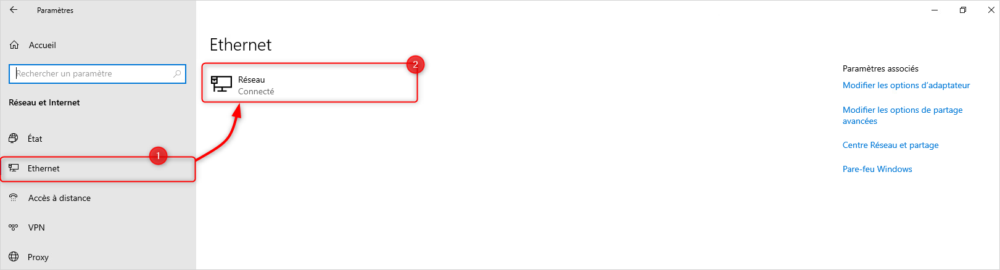 Paramètres
Accueil
Rechercher un paramètre
Réseau et Internet
État
1
Ethernet
Accès à distance
VPN
Proxy
Ethernet
2
Réseau
Connecté
Paramètres associés
Modifier les options d’adaptateur
Modifier les options de partage
avancées
Centre Réseau et partage
Pare-feu Windows